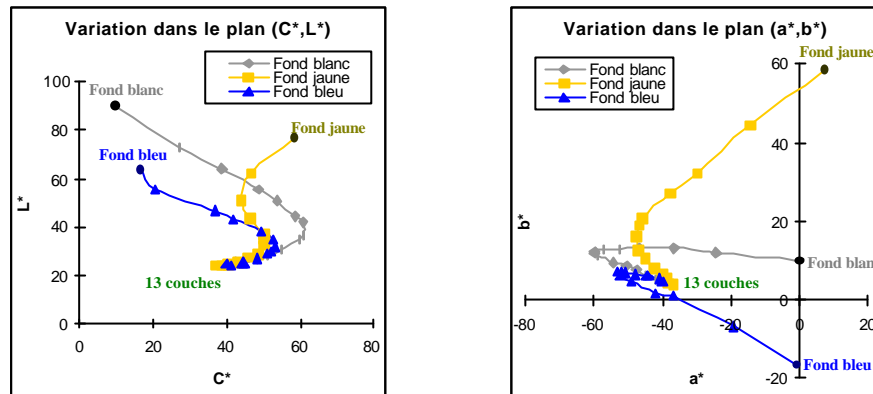 Variation dans le plan (C*,L*)
Fond blanc
Fond jaune
Fond bleu
100
80
60
40
20
0
L*
Fond blanc
Fond jaune
Fond bleu
13 couches
0
20
40
60
80
C*
Variation dans le plan (a*,b*)
Fond jaune
Fond blanc
Fond jaune
Fond bleu
60
40
20
0
-20
b*
Fond blan
13 couches
-80
-60
-40
-20
0
20
Fond bleu
a*